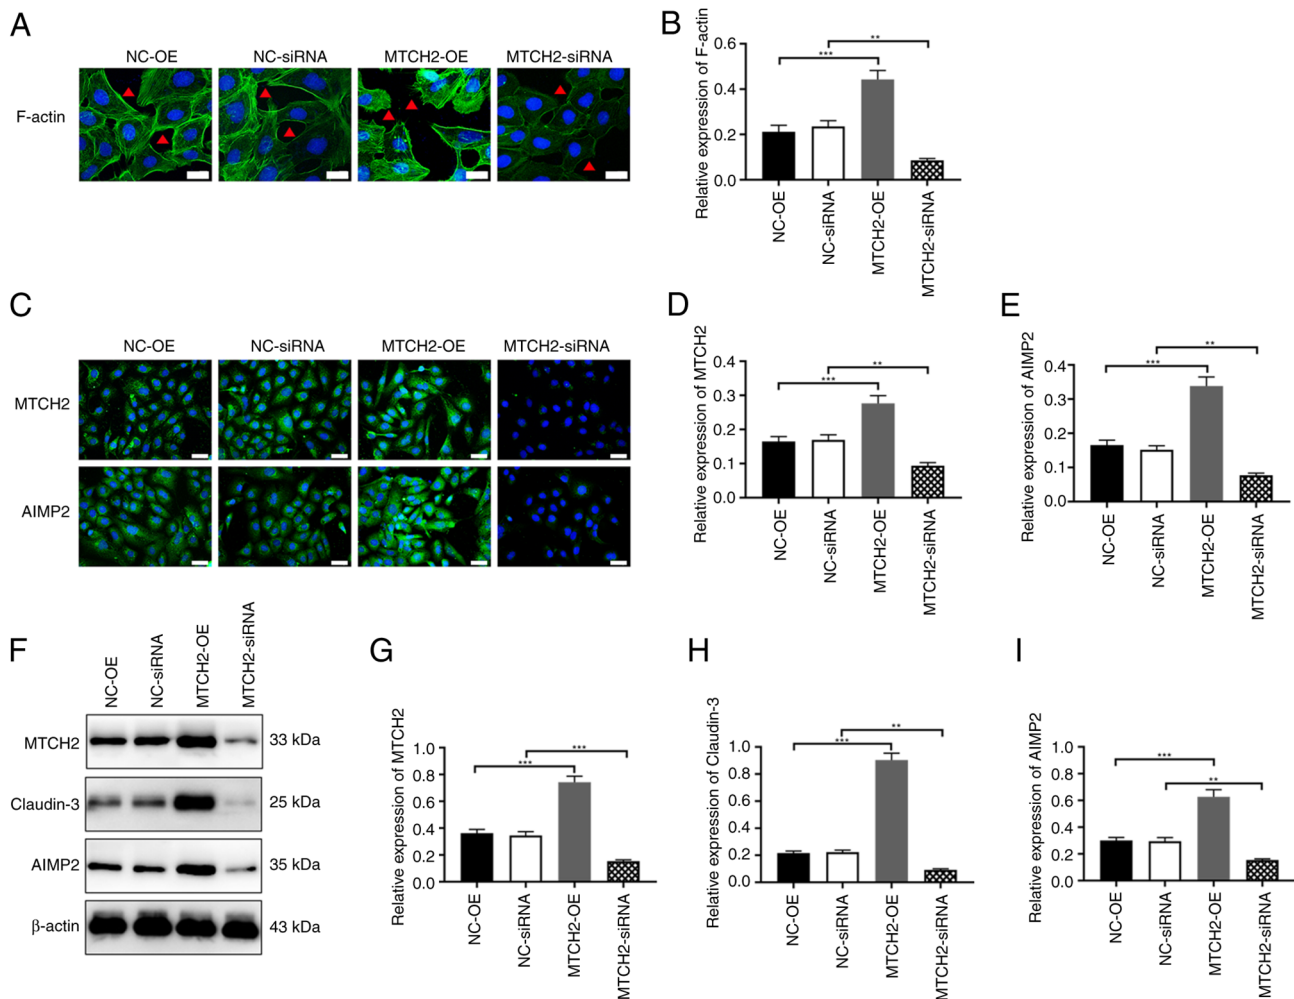 A
NC-OE NC-siRNA MTCH2-OE MTCH2-siRNA
F-actin
B
Relative expression of F-actin
0.6
0.4
0.2
0.0
***
**
NC-OE
NC-siRNA
MTCH2-OE
MTCH2-siRNA
C
NC-OE NC-siRNA MTCH2-OE MTCH2-siRNA
MTCH2
AIMP2
D
Relative expression of MTCH2
0.4
0.3
0.2
0.1
0.0
***
**
NC-OE
NC-siRNA
MTCH2-OE
MTCH2-siRNA
E
Relative expression of AIMP2
0.4
0.3
0.2
0.1
0.0
***
**
NC-OE
NC-siRNA
MTCH2-OE
MTCH2-siRNA
F
NC-OE
NC-siRNA
MTCH2-OE
MTCH2-siRNA
MTCH2 33 kDa
Claudin-3 25 kDa
AIMP2 35 kDa
β-actin 43 kDa
G
Relative expression of MTCH2
1.0
0.8
0.6
0.4
0.2
0.0
***
***
NC-OE
NC-siRNA
MTCH2-OE
MTCH2-siRNA
H
Relative expression of Claudin-3
1.0
0.8
0.6
0.4
0.2
0.0
***
**
NC-OE
NC-siRNA
MTCH2-OE
MTCH2-siRNA
I
Relative expression of AIMP2
1.0
0.8
0.6
0.4
0.2
0.0
***
**
NC-OE
NC-siRNA
MTCH2-OE
MTCH2-siRNA